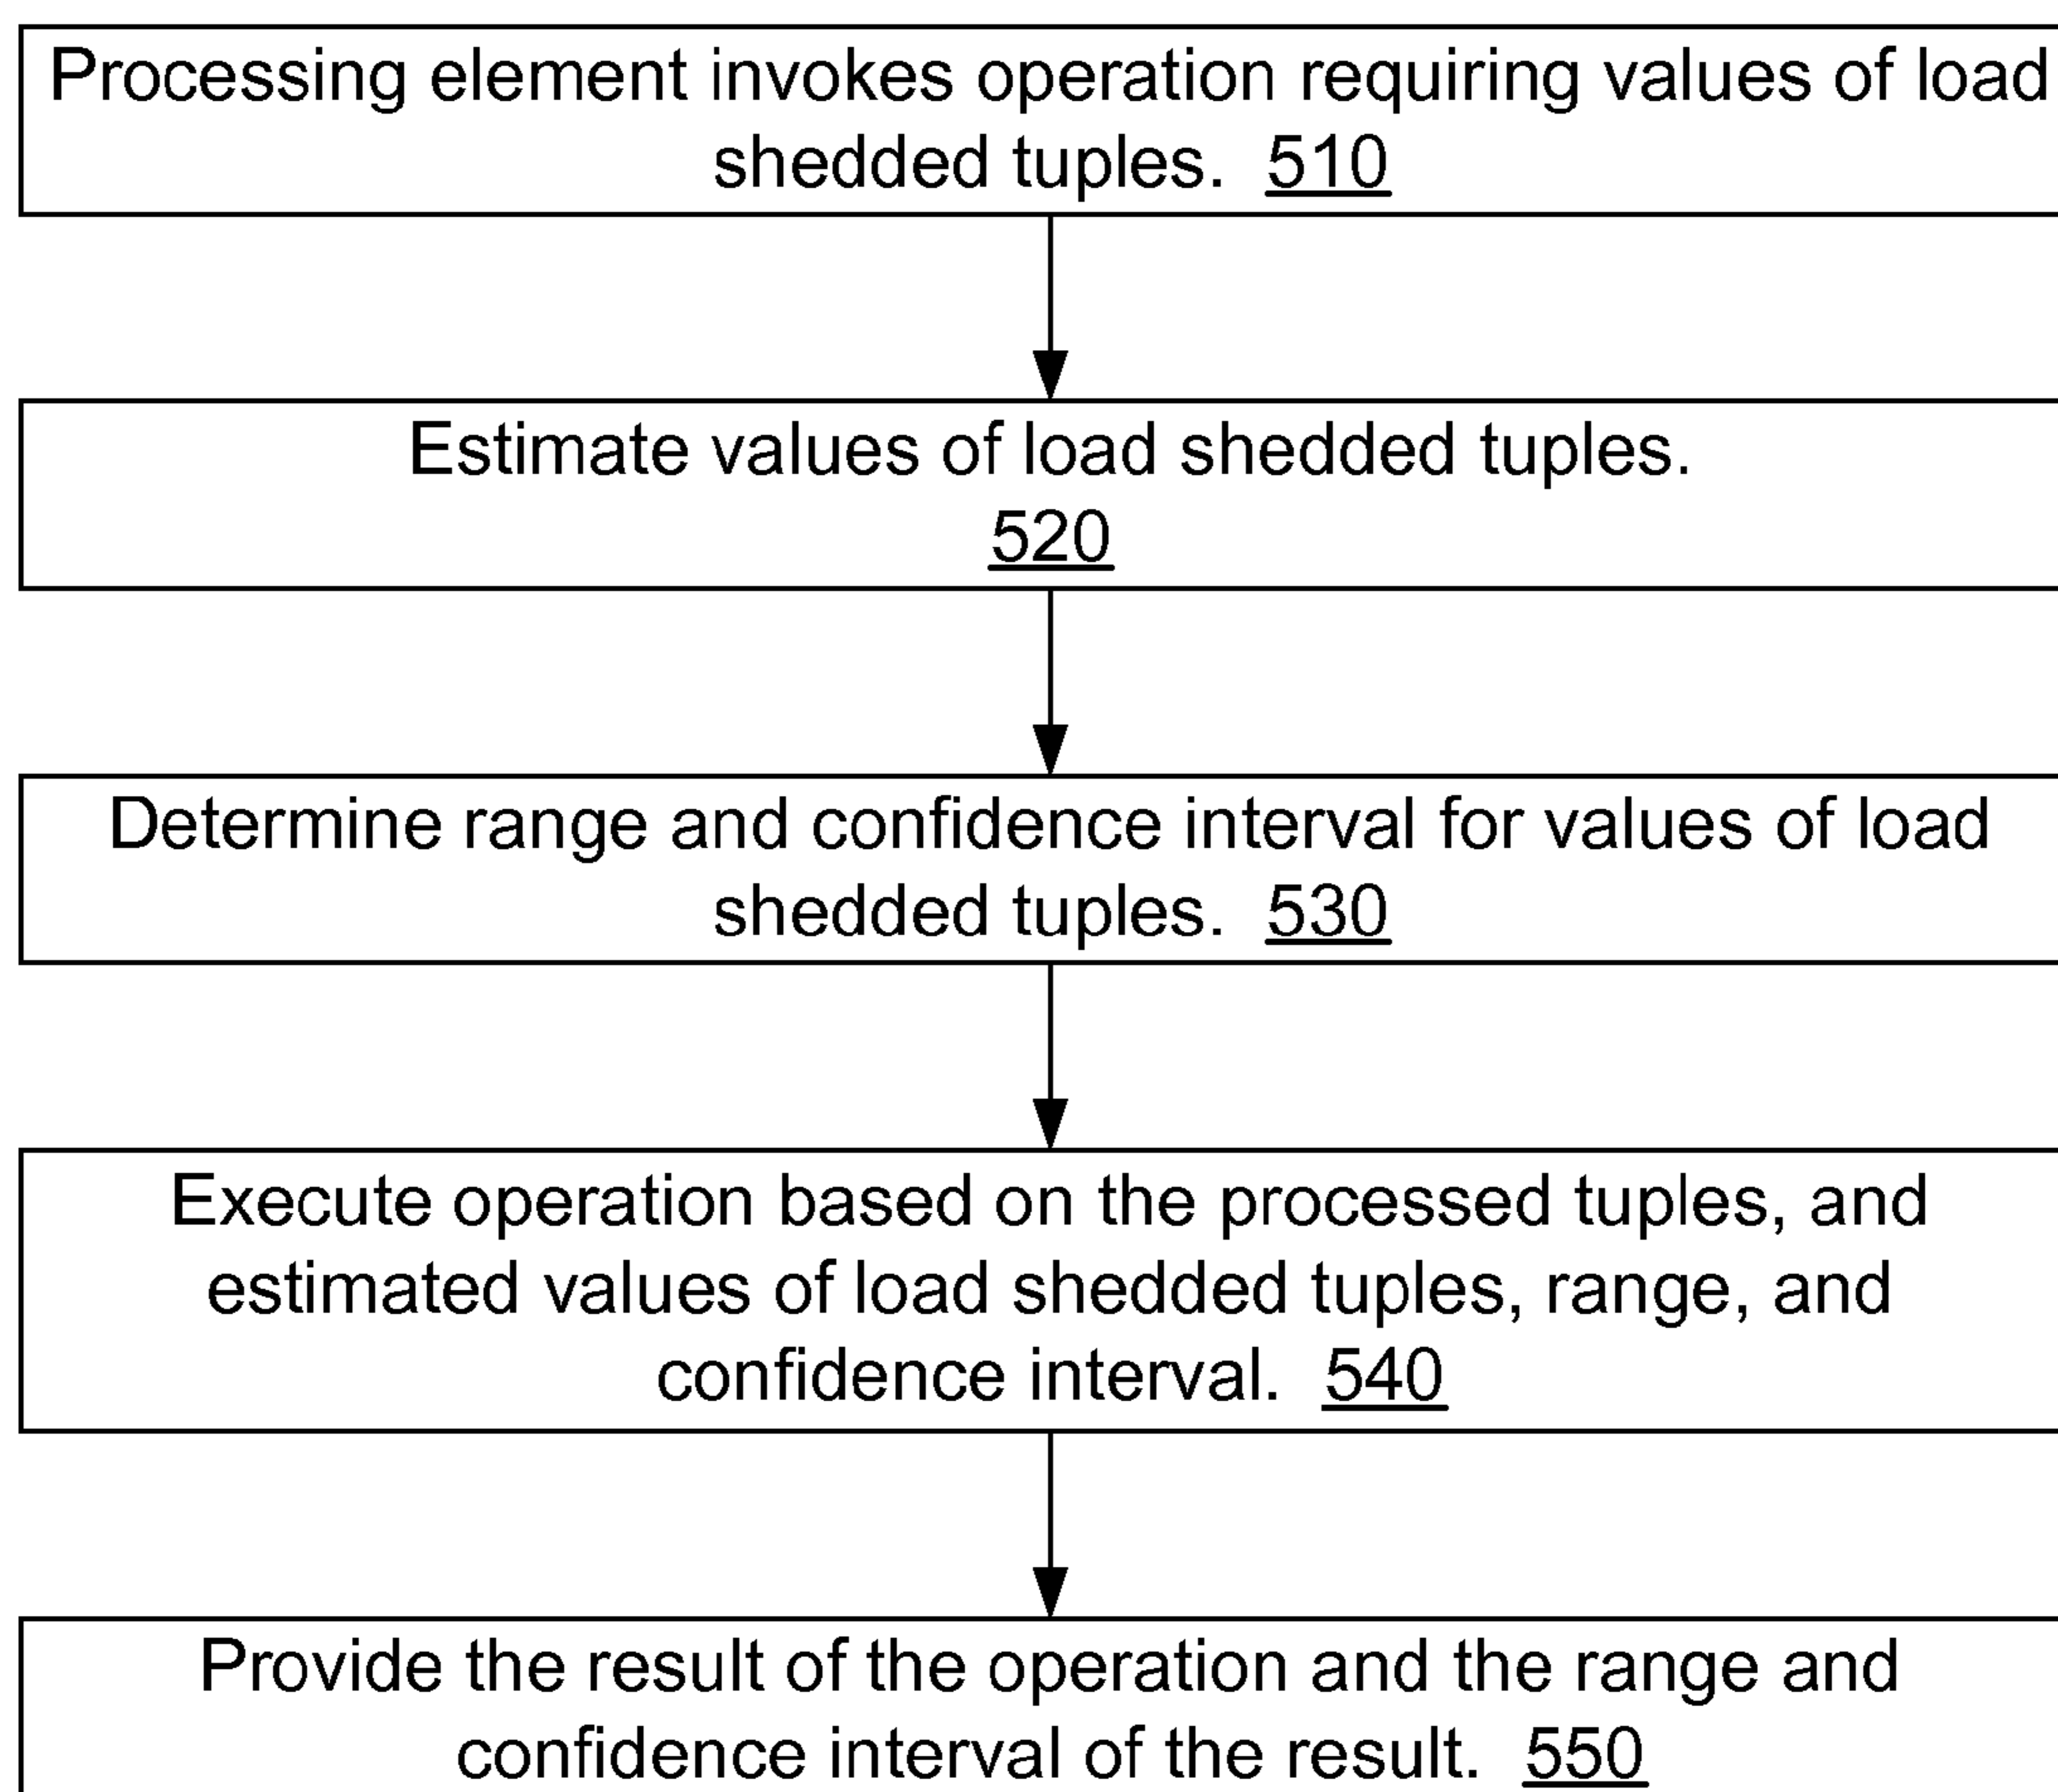 Processing element invokes operation requiring values of load
shedded tuples. 510
Estimate values of load shedded tuples.
520
Determine range and confidence interval for values of load
shedded tuples. 530
Execute operation based on the processed tuples, and
estimated values of load shedded tuples, range, and
confidence interval. 540
Provide the result of the operation and the range and
confidence interval of the result. 550